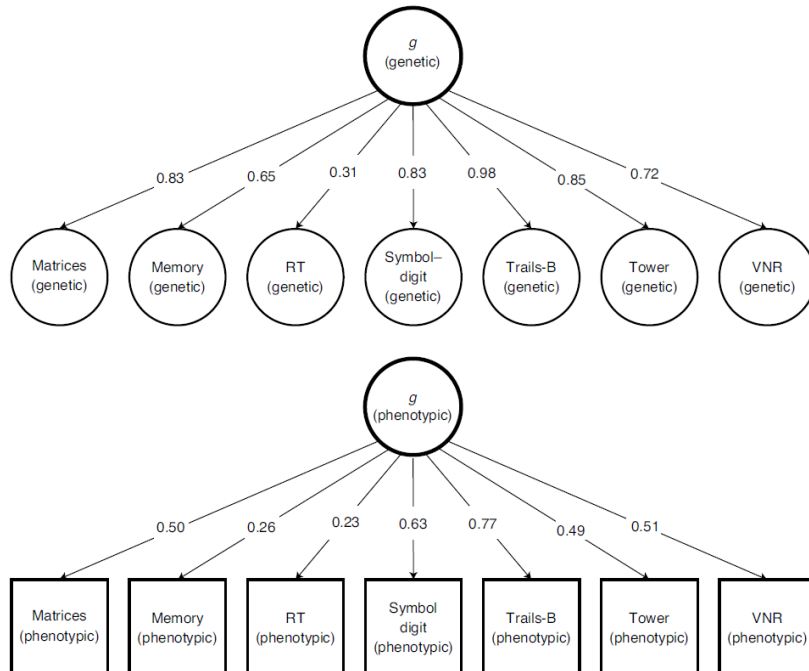 g
(genetic)
0.83 0.65 0.31 0.83 0.98 0.85 0.72
Matrices
(genetic)
Memory
(genetic)
RT
(genetic)
Symbol–
digit
(genetic)
Trails-B
(genetic)
Tower
(genetic)
VNR
(genetic)
g
(phenotypic)
0.50 0.26 0.23 0.63 0.77 0.49 0.51
Matrices
(phenotypic)
Memory
(phenotypic)
RT
(phenotypic)
Symbol
digit
(phenotypic)
Trails-B
(phenotypic)
Tower
(phenotypic)
VNR
(phenotypic)